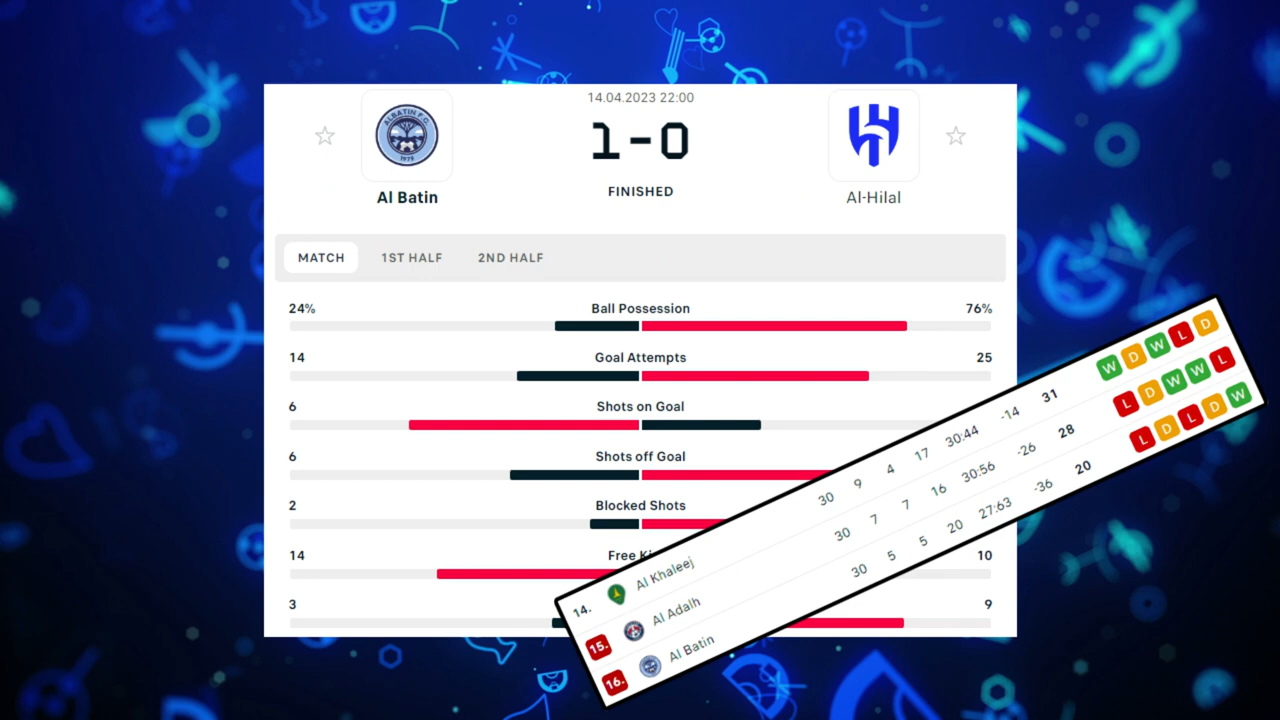 14.04.2023 22:00
1-0
FINISHED
ALBATIN F.C.
1979
Al Batin
Al-Hilal
MATCH 1ST HALF 2ND HALF
24% Ball Possession 76%
14 Goal Attempts 25
6 Shots on Goal
6 Shots off Goal
2 Blocked Shots
14 Free 10
3 9
14. Al Khaleej 30 9 4 17 30:44 -14 31 W D W L D
15. Al Adalh 30 7 7 16 30:56 -26 28 L D W W L
16. Al Batin 30 5 5 20 27:63 -36 20 L D L D W